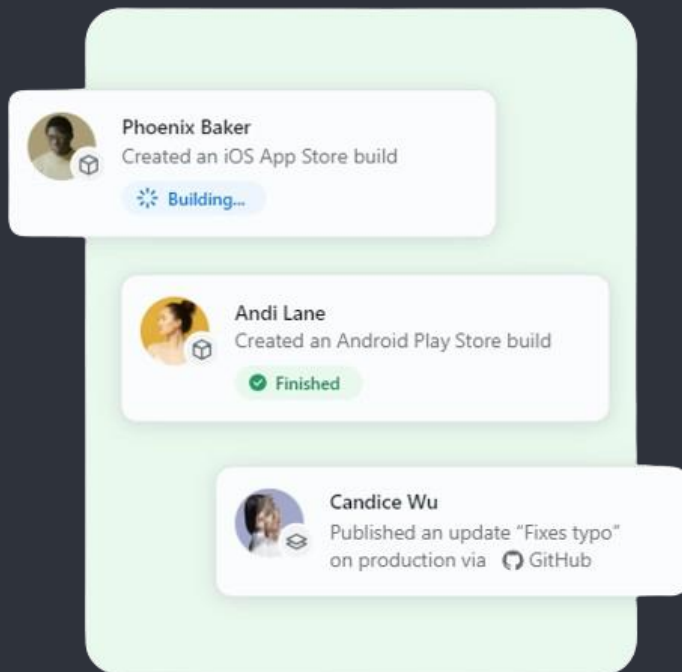 Phoenix Baker
Created an iOS App Store build
Building...
Andi Lane
Created an Android Play Store build
Finished
Candice Wu
Published an update “Fixes typo”
on production via GitHub